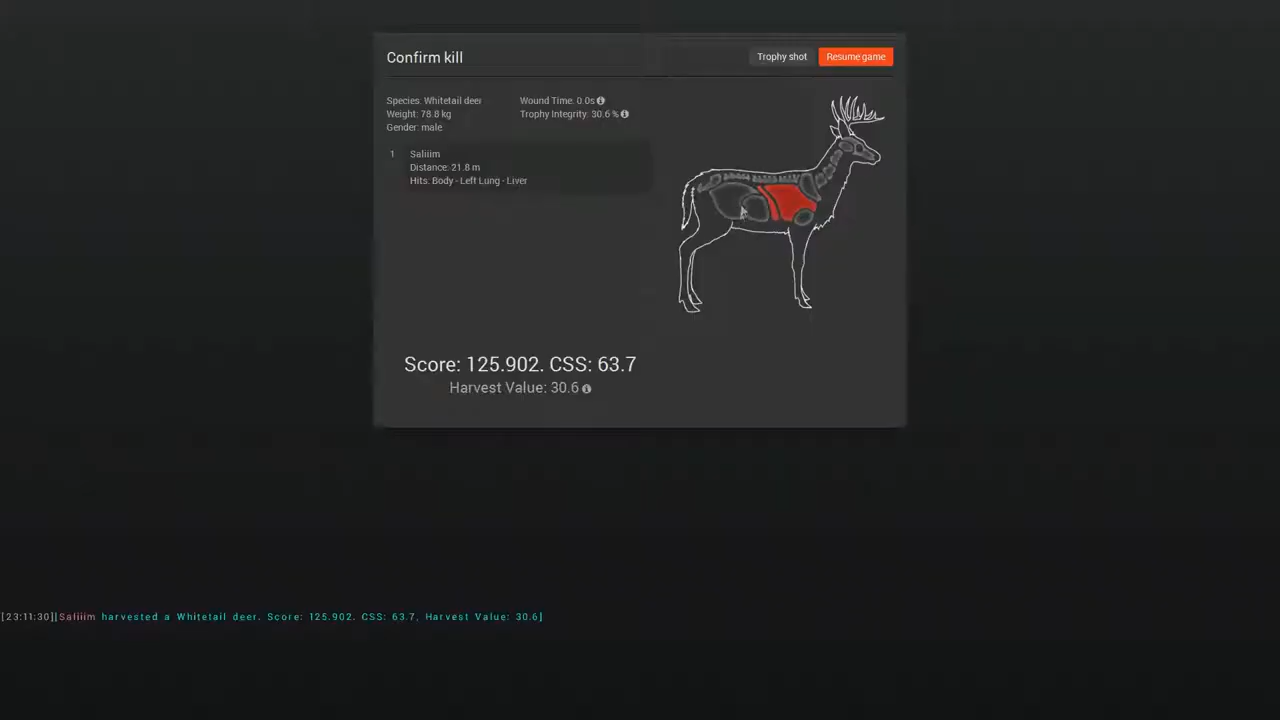 Confirm kill
Trophy shot
Resume game
Species: Whitetail deer
Weight: 78.8 kg
Gender: male
Wound Time: 0.0s
Trophy Integrity: 30.6 %
1
Saliiim
Distance: 21.8 m
Hits: Body - Left Lung - Liver
Score: 125.902. CSS: 63.7
Harvest Value: 30.6
[23:11:30]|Saliiim harvested a Whitetail deer. Score: 125.902. CSS: 63.7, Harvest Value: 30.6]